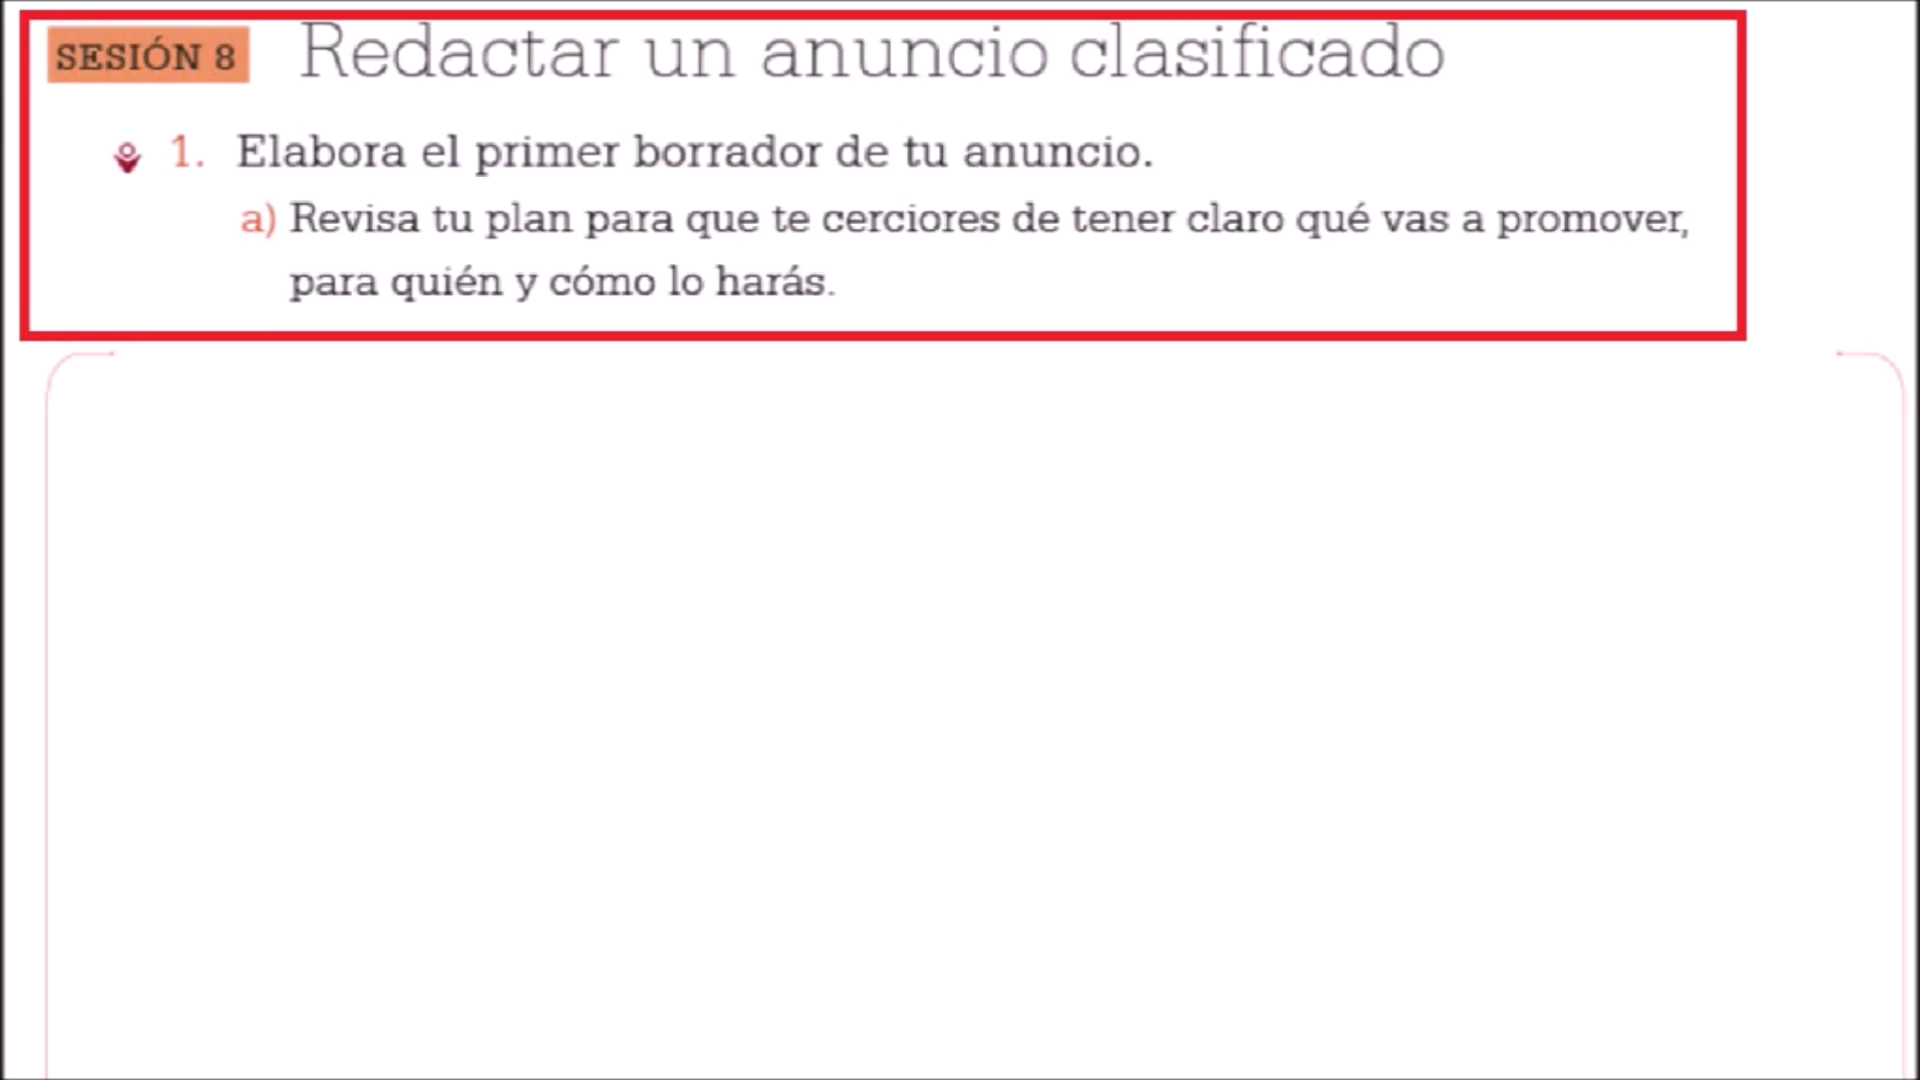 SESIÓN 8 Redactar un anuncio clasificado
1. Elabora el primer borrador de tu anuncio.
a) Revisa tu plan para que te cerciores de tener claro qué vas a promover,
para quién y cómo lo harás.